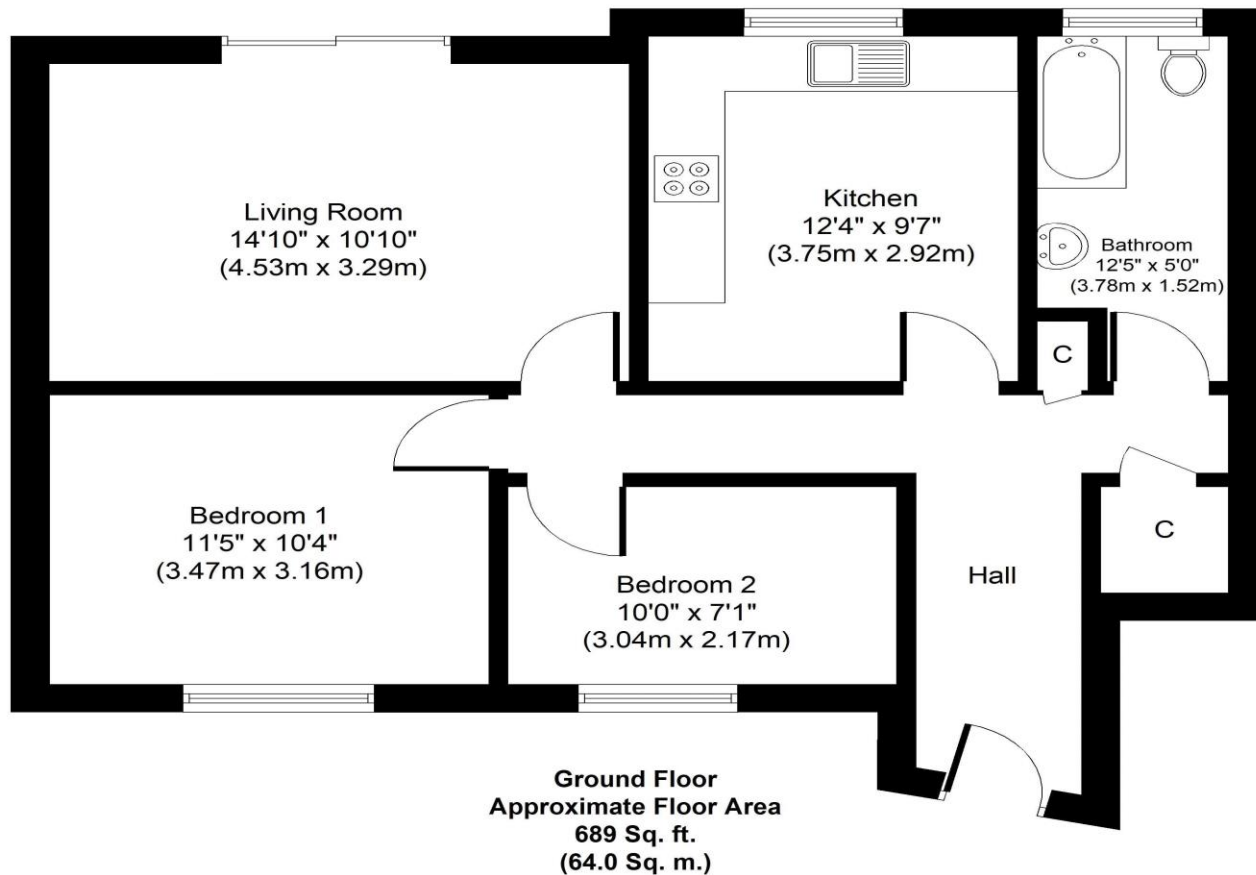 Living Room
14'10" x 10'10"
(4.53m x 3.29m)
Kitchen
12'4" x 9'7"
(3.75m x 2.92m)
Bathroom
12'5" x 5'0"
(3.78m x 1.52m)
C
Bedroom 1
11'5" x 10'4"
(3.47m x 3.16m)
Bedroom 2
10'0" x 7'1"
(3.04m x 2.17m)
Hall
C
Ground Floor
Approximate Floor Area
689 Sq. ft.
(64.0 Sq. m.)